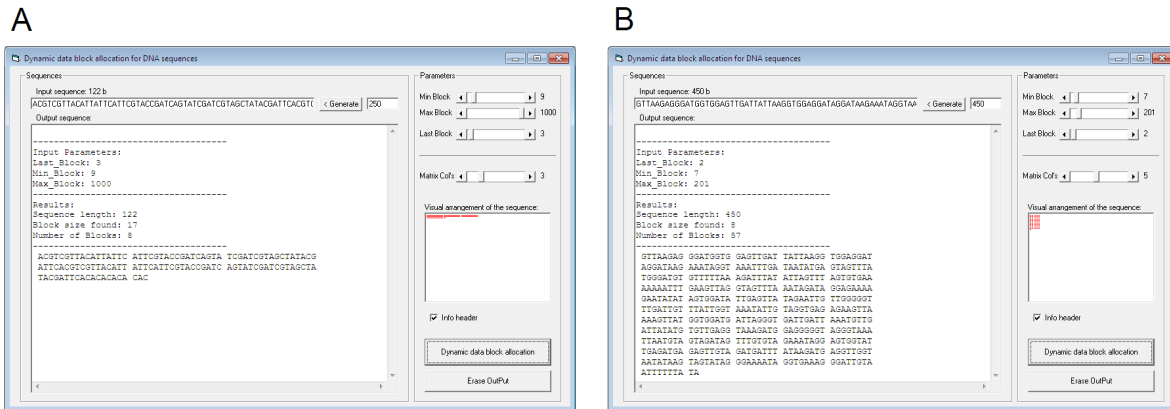 A
Dynamic data block allocation for DNA sequences
Sequences
Input sequence: 122 b
ACGTCGTTACATTATTCATTCGTACCGATCAGTATCGATCGTAGCTATACGATTCACGT
< Generate
250
Output sequence:
Input Parameters:
Last_Block: 3
Min_Block: 9
Max_Block: 1000
Results:
Sequence length: 122
Block size found: 17
Number of Blocks: 8
ACGTCGTTACATTATTC ATTCGTACCGATCAGTA TCGATCGTAGCTATACG
ATTCACGTCGTTACATT ATTCATTCGTACCGATC AGTATCGATCGTAGCTA
TACGATTCACACACACA CAC
Parameters
Min Block 9
Max Block 1000
Last Block 3
Matrix Col's 3
Visual arrangement of the sequence:
Info header
Dynamic data block allocation
Erase OutPut
B
Dynamic data block allocation for DNA sequences
Sequences
Input sequence: 450 b
GTTAAGAGGGATGGTGGAGTTGATTATTAAGGTGGAGGATAGGATAAGAAATAGGTAA
< Generate
450
Output sequence:
Input Parameters:
Last_Block: 2
Min_Block: 7
Max_Block: 201
Results:
Sequence length: 450
Block size found: 8
Number of Blocks: 57
GTTAAGAG GGATGGTG GAGTTGAT TATTAAGG TGGAGGAT
AGGATAAG AAATAGGT AAATTTGA TAATATGA GTAGTTTA
TGGGATGT GTTTTTAA AGATTTAT ATTAGTTT AGTGTGAA
AAAAATTT GAAGTTAG GTAGTTTA AATAGATA GGAGAAAA
GAATATAT AGTGGATA TTGAGTTA TAGAATTG TTGGGGGT
TTGATTGT TTATTGGT AAATATTG TAGGTGAG AGAAGTTA
AAAGTTAT GGTGGATG ATTAGGGT GATTGATT AAATGTTG
ATTATATG TGTTGAGG TAAAGATG GAGGGGGT AGGGTAAA
TTAATGTA GTAGATAG TTTGTGTA GAAATAGG AGTGGTAT
TGAGATGA GAGTTGTA GATGATTT ATAAGATG AGGTTGGT
AATATAAG TAGTATAG GGAAAATA GGTGAAAG GGATTGTA
ATTTTTTA TA
Parameters
Min Block 7
Max Block 201
Last Block 2
Matrix Col's 5
Visual arrangement of the sequence:
Info header
Dynamic data block allocation
Erase OutPut